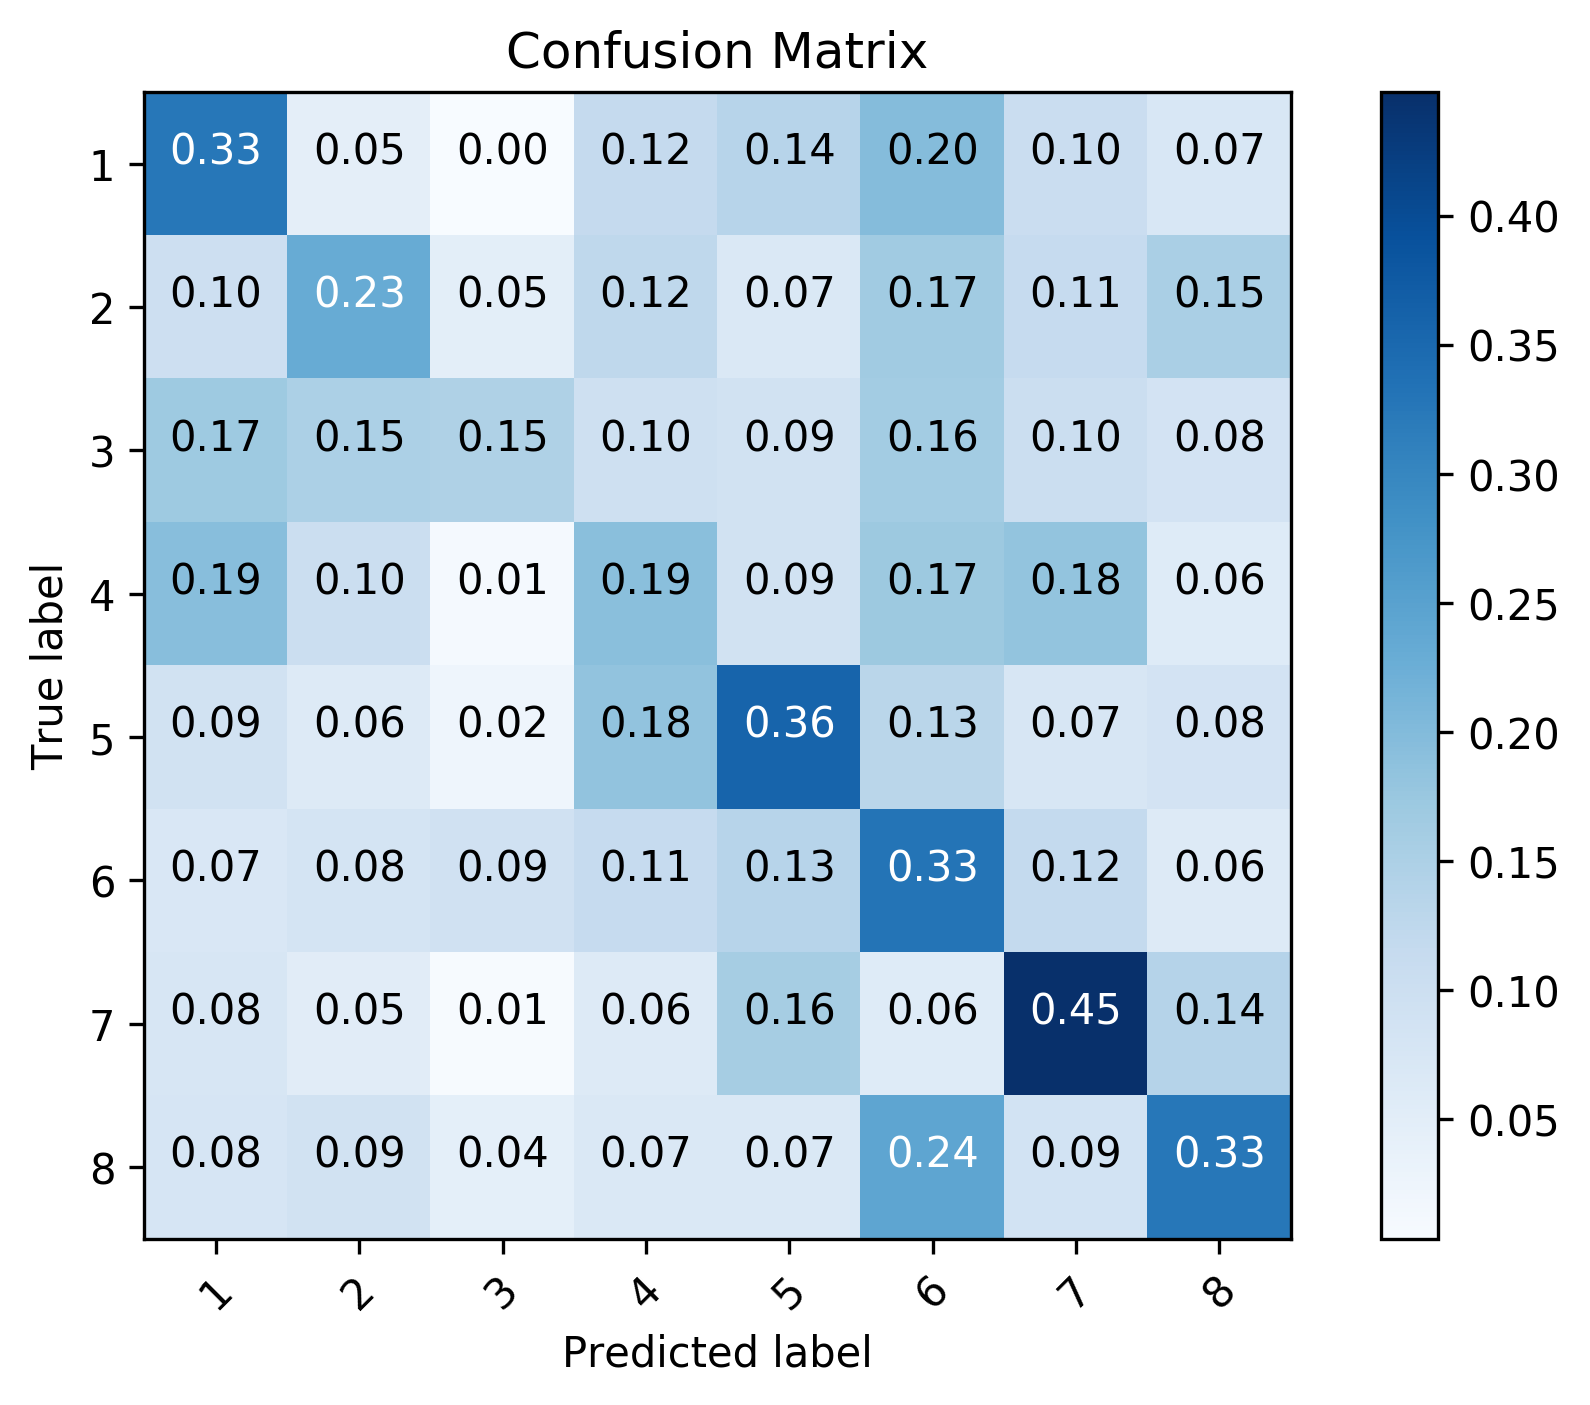 Confusion Matrix
1 0.33 0.05 0.00 0.12 0.14 0.20 0.10 0.07
2 0.10 0.23 0.05 0.12 0.07 0.17 0.11 0.15
3 0.17 0.15 0.15 0.10 0.09 0.16 0.10 0.08
4 0.19 0.10 0.01 0.19 0.09 0.17 0.18 0.06
5 0.09 0.06 0.02 0.18 0.36 0.13 0.07 0.08
6 0.07 0.08 0.09 0.11 0.13 0.33 0.12 0.06
7 0.08 0.05 0.01 0.06 0.16 0.06 0.45 0.14
8 0.08 0.09 0.04 0.07 0.07 0.24 0.09 0.33
1 2 3 4 5 6 7 8
Predicted label
True label
0.40
0.35
0.30
0.25
0.20
0.15
0.10
0.05